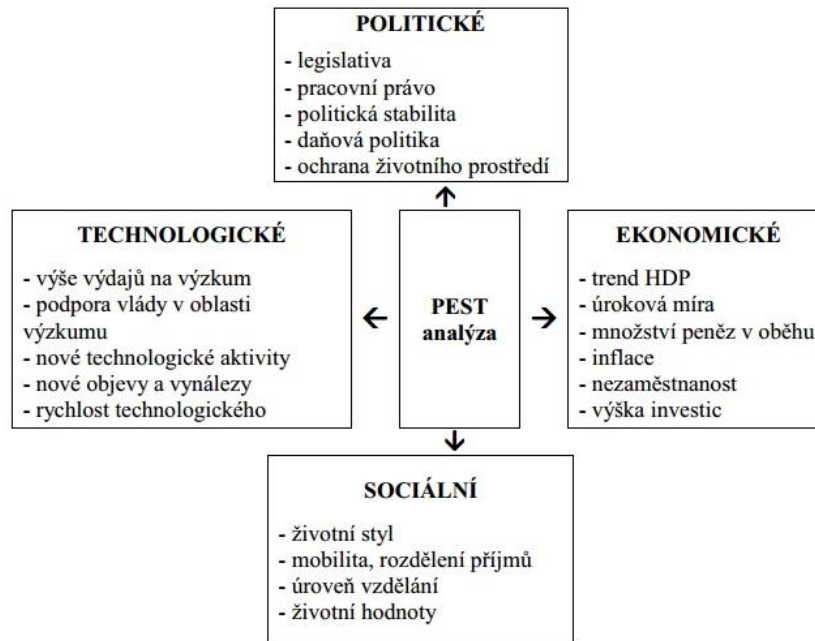 POLITICKÉ
- legislativa
- pracovní právo
- politická stabilita
- daňová politika
- ochrana životního prostředí
TECHNOLOGICKÉ
- výše výdajů na výzkum
- podpora vlády v oblasti
výzkumu
- nové technologické aktivity
- nové objevy a vynálezy
- rychlost technologického
PEST
analýza
EKONOMICKÉ
- trend HDP
- úroková míra
- množství peněz v oběhu
- inflace
- nezaměstnanost
- výška investic
SOCIÁLNÍ
- životní styl
- mobilita, rozdělení příjmů
- úroveň vzdělání
- životní hodnoty